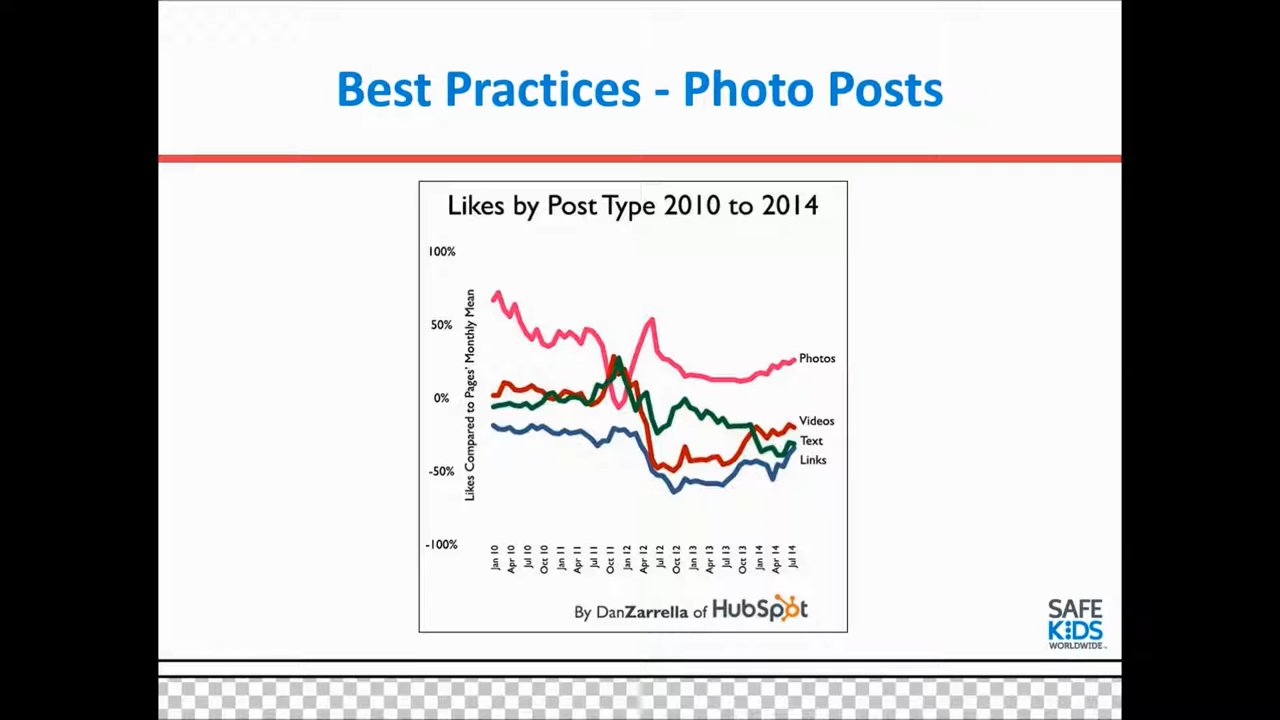 Best Practices - Photo Posts
Likes by Post Type 2010 to 2014
100%
50%
0%
-50%
-100%
Likes Compared to Pages' Monthly Mean
Photos
Videos
Text
Links
Jan 10
Apr 10
Jul 10
Oct 10
Jan 11
Apr 11
Jul 11
Oct 11
Jan 12
Apr 12
Jul 12
Oct 12
Jan 13
Apr 13
Jul 13
Oct 13
Jan 14
Apr 14
Jul 14
By DanZarrella of HubSpot
SAFE
KIDS
WORLDWIDE